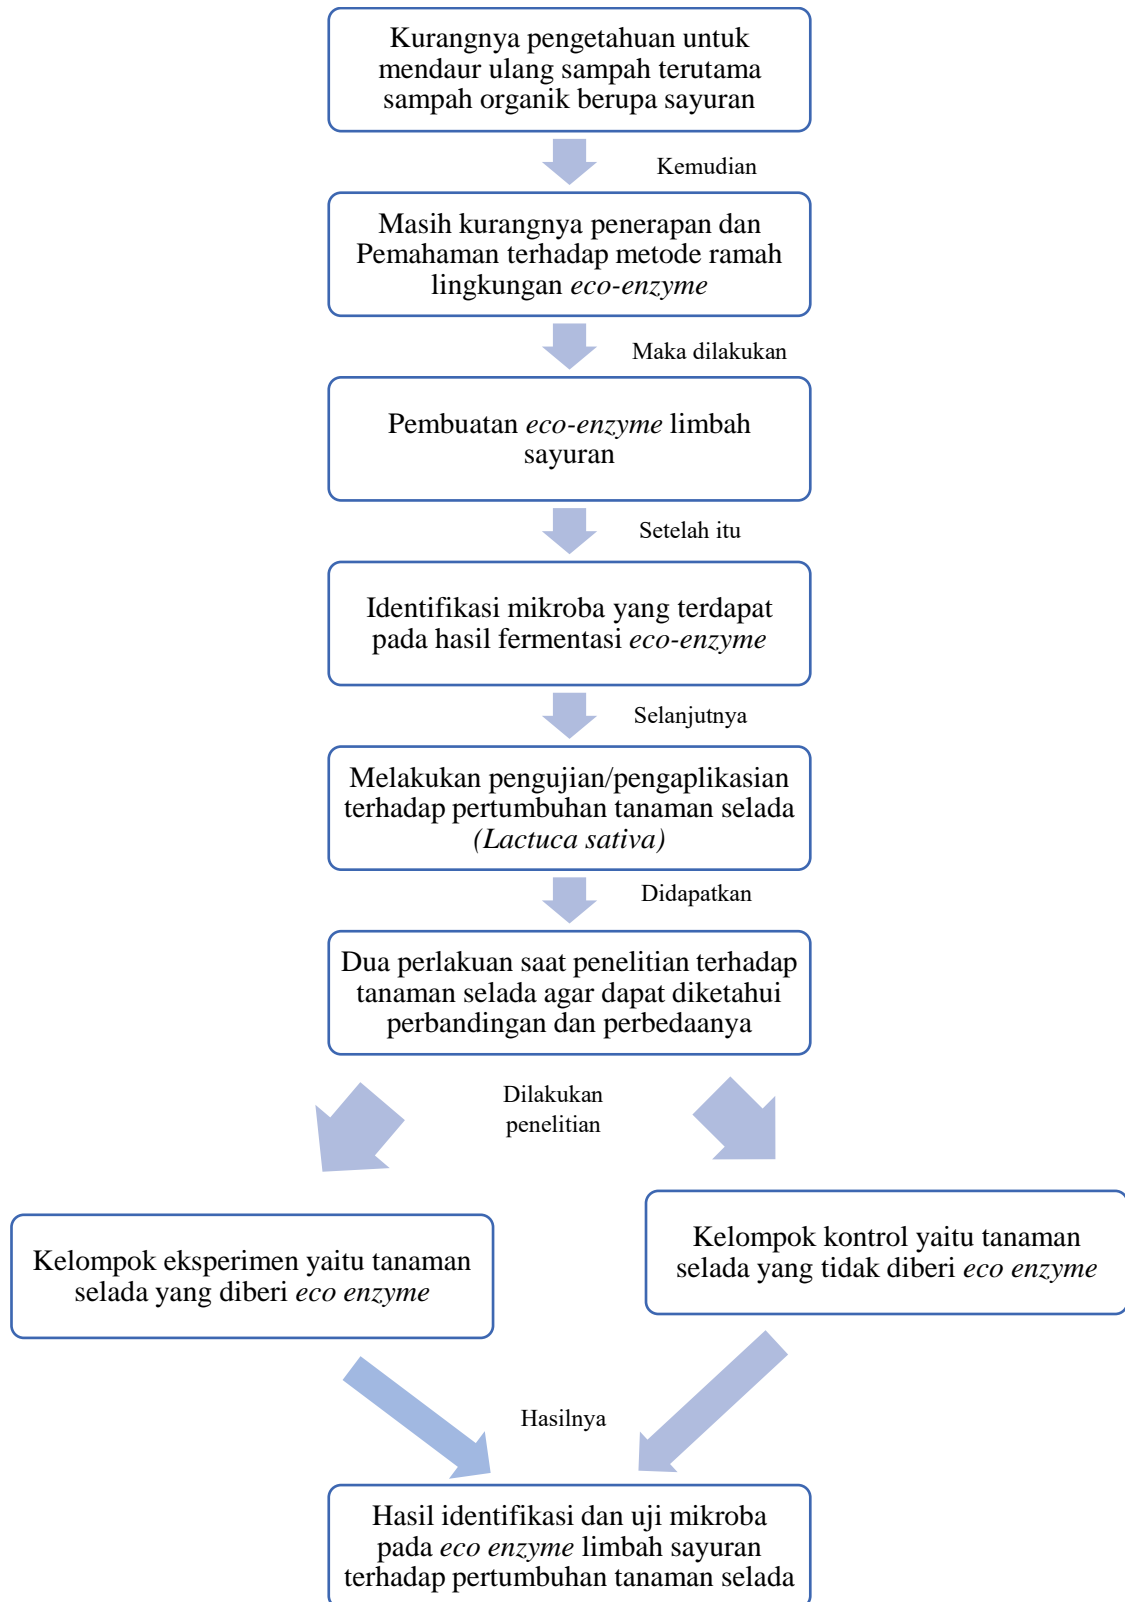 Kurangnya pengetahuan untuk
mendaur ulang sampah terutama
sampah organik berupa sayuran
Kemudian
Masih kurangnya penerapan dan
Pemahaman terhadap metode ramah
lingkungan eco-enzyme
Maka dilakukan
Pembuatan eco-enzyme limbah
sayuran
Setelah itu
Identifikasi mikroba yang terdapat
pada hasil fermentasi eco-enzyme
Selanjutnya
Melakukan pengujian/pengaplikasian
terhadap pertumbuhan tanaman selada
(Lactuca sativa)
Didapatkan
Dua perlakuan saat penelitian terhadap
tanaman selada agar dapat diketahui
perbandingan dan perbedaanya
Dilakukan
penelitian
Kelompok eksperimen yaitu tanaman
selada yang diberi eco enzyme
Kelompok kontrol yaitu tanaman
selada yang tidak diberi eco enzyme
Hasilnya
Hasil identifikasi dan uji mikroba
pada eco enzyme limbah sayuran
terhadap pertumbuhan tanaman selada